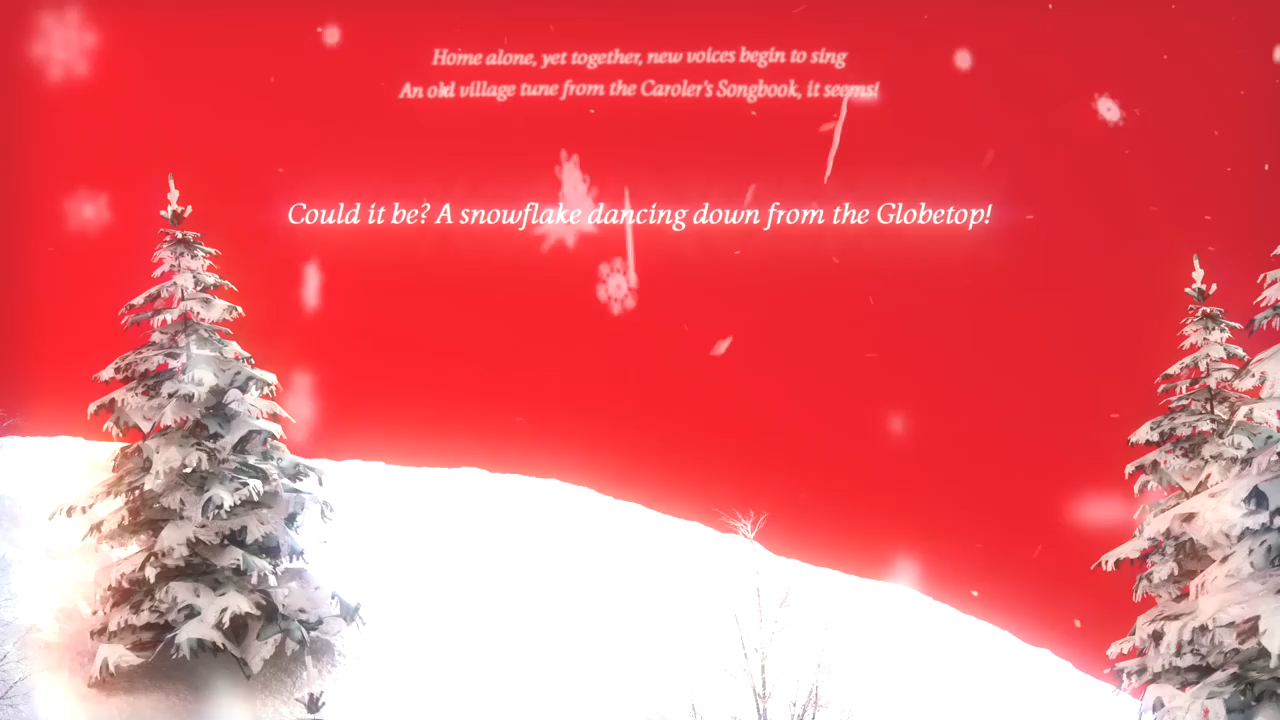 Home alone, yet together, new voices begin to sing
An old village tune from the Caroler's Songbook, it seems!
Could it be? A snowflake dancing down from the Globetop!